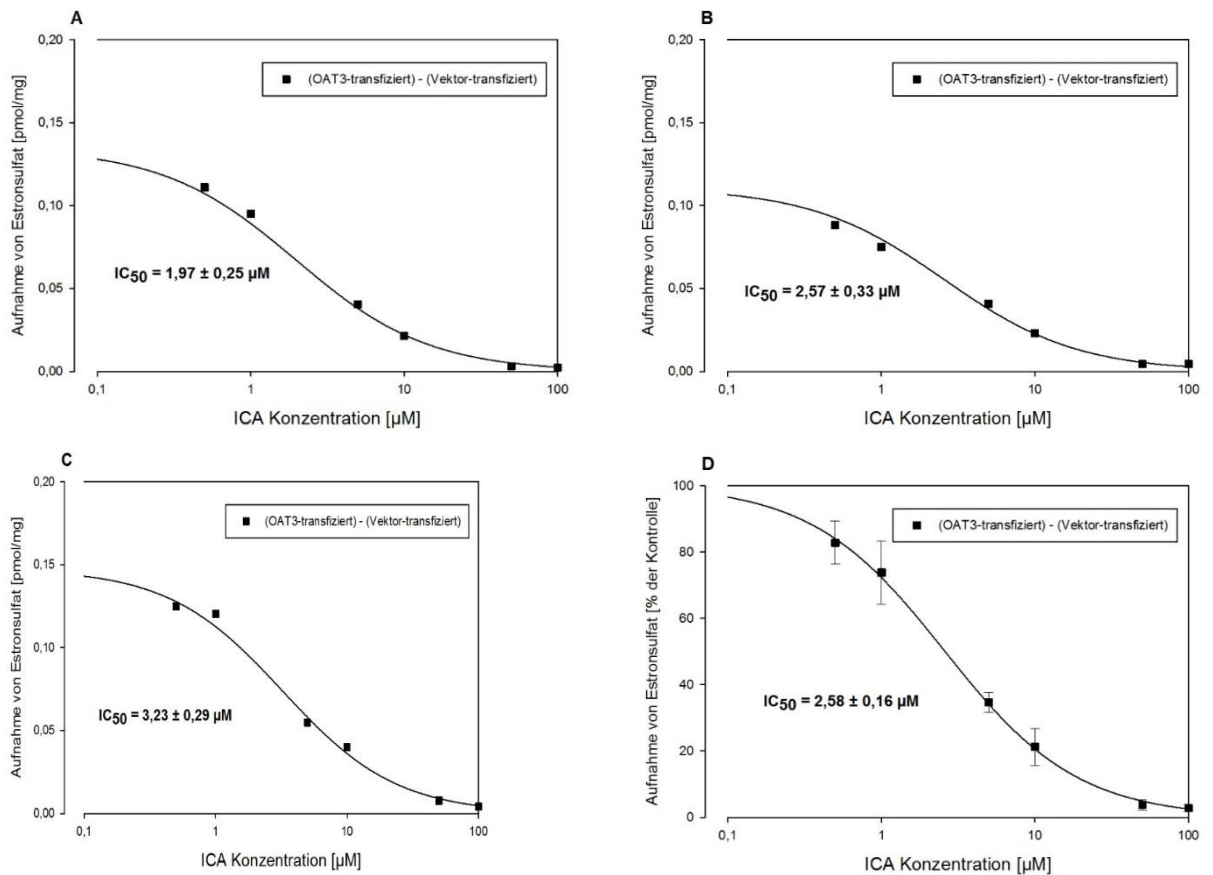 A
0,20
0,15
0,10
0,05
0,00
Aufnahme von Estronsulfat [pmol/mg]
(OAT3-transfiziert) - (Vektor-transfiziert)
IC50 = 1,97 ± 0,25 µM
0,1 1 10 100
ICA Konzentration [µM]
B
0,20
0,15
0,10
0,05
0,00
Aufnahme von Estronsulfat [pmol/mg]
(OAT3-transfiziert) - (Vektor-transfiziert)
IC50 = 2,57 ± 0,33 µM
0,1 1 10 100
ICA Konzentration [µM]
C
0,20
0,15
0,10
0,05
0,00
Aufnahme von Estronsulfat [pmol/mg]
(OAT3-transfiziert) - (Vektor-transfiziert)
IC50 = 3,23 ± 0,29 µM
0,1 1 10 100
ICA Konzentration [µM]
D
100
80
60
40
20
0
Aufnahme von Estronsulfat [% der Kontrolle]
(OAT3-transfiziert) - (Vektor-transfiziert)
IC50 = 2,58 ± 0,16 µM
0,1 1 10 100
ICA Konzentration [µM]